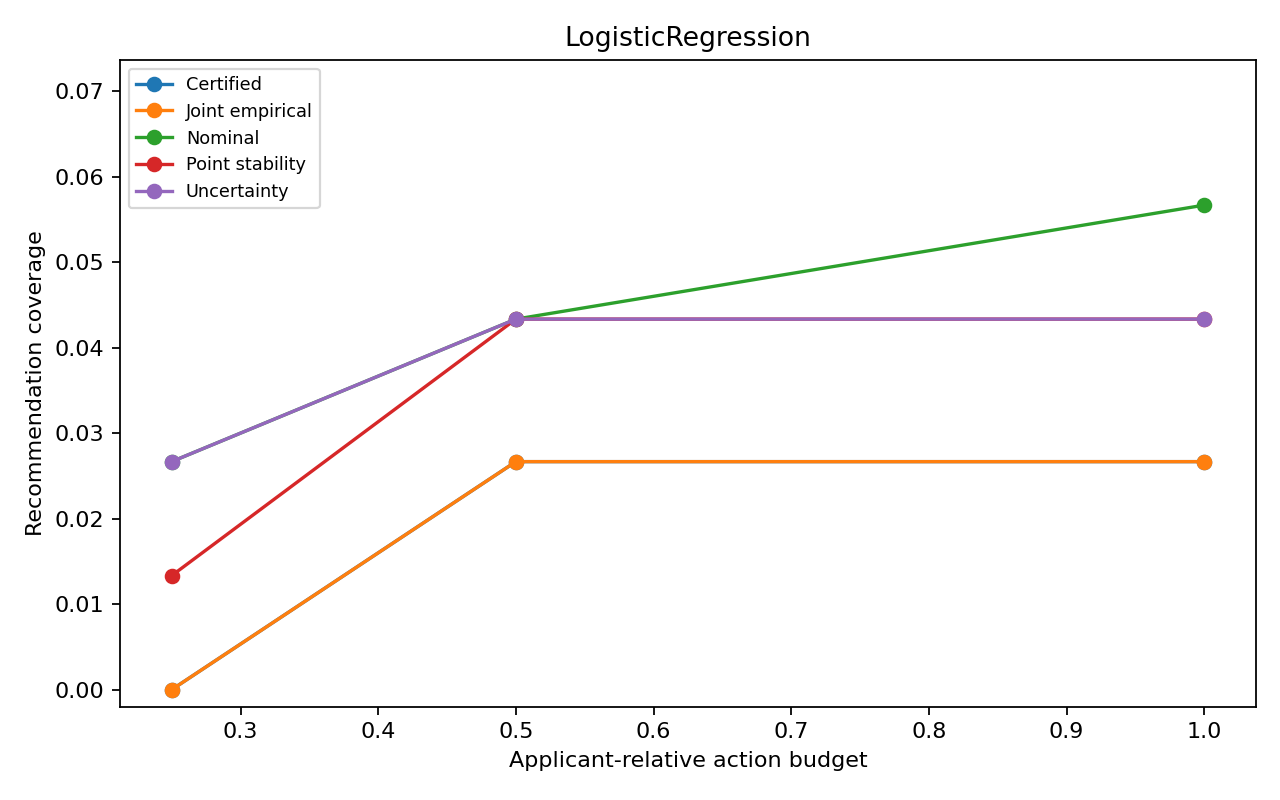 LogisticRegression
Certified
Joint empirical
Nominal
Point stability
Uncertainty
Recommendation coverage
0.07
0.06
0.05
0.04
0.03
0.02
0.01
0.00
0.3 0.4 0.5 0.6 0.7 0.8 0.9 1.0
Applicant-relative action budget